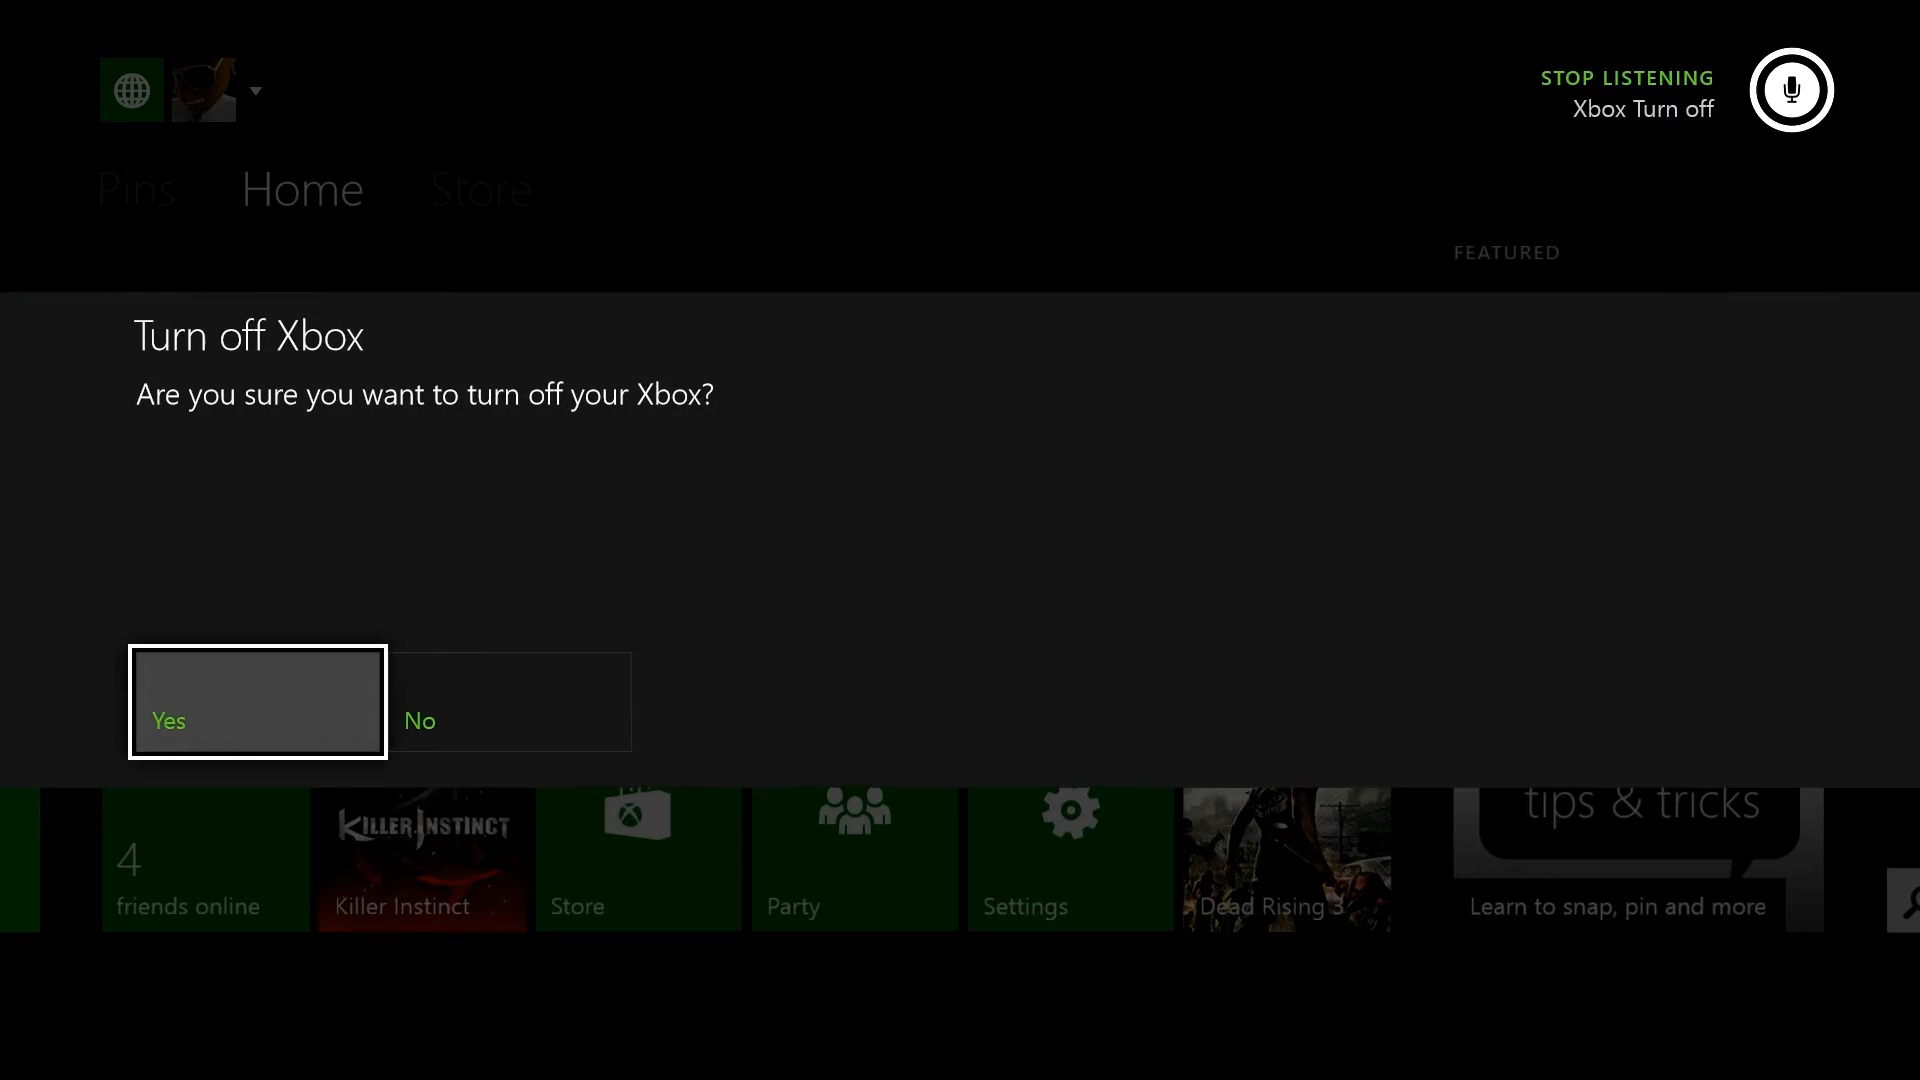 STOP LISTENING
Xbox Turn off
Pins
Home
Store
FEATURED
Turn off Xbox
Are you sure you want to turn off your Xbox?
Yes
No
KILLER INSTINCT
tips & tricks
4
friends online
Killer Instinct
Store
Party
Settings
Dead Rising 3
Learn to snap, pin and more